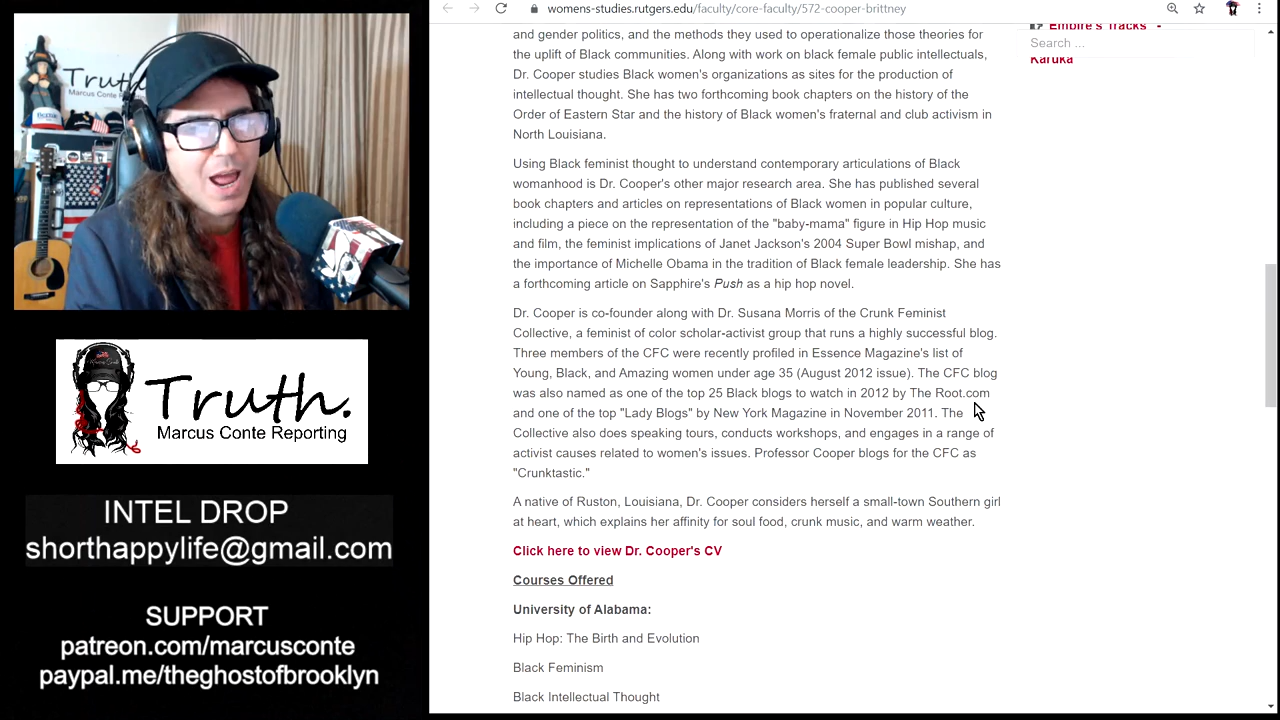 Truth.
Marcus Conte Reporting
Truth.
Marcus Conte Reporting
INTEL DROP
shorthappylife@gmail.com
SUPPORT
patreon.com/marcusconte
paypal.me/theghostofbrooklyn
womens-studies.rutgers.edu/faculty/core-faculty/572-cooper-brittney
and gender politics, and the methods they used to operationalize those theories for
the uplift of Black communities. Along with work on black female public intellectuals,
Dr. Cooper studies Black women's organizations as sites for the production of
intellectual thought. She has two forthcoming book chapters on the history of the
Order of Eastern Star and the history of Black women's fraternal and club activism in
North Louisiana.
Using Black feminist thought to understand contemporary articulations of Black
womanhood is Dr. Cooper's other major research area. She has published several
book chapters and articles on representations of Black women in popular culture,
including a piece on the representation of the "baby-mama" figure in Hip Hop music
and film, the feminist implications of Janet Jackson's 2004 Super Bowl mishap, and
the importance of Michelle Obama in the tradition of Black female leadership. She has
a forthcoming article on Sapphire's Push as a hip hop novel.
Dr. Cooper is co-founder along with Dr. Susana Morris of the Crunk Feminist
Collective, a feminist of color scholar-activist group that runs a highly successful blog.
Three members of the CFC were recently profiled in Essence Magazine's list of
Young, Black, and Amazing women under age 35 (August 2012 issue). The CFC blog
was also named as one of the top 25 Black blogs to watch in 2012 by The Root.com
and one of the top "Lady Blogs" by New York Magazine in November 2011. The
Collective also does speaking tours, conducts workshops, and engages in a range of
activist causes related to women's issues. Professor Cooper blogs for the CFC as
"Crunktastic."
A native of Ruston, Louisiana, Dr. Cooper considers herself a small-town Southern girl
at heart, which explains her affinity for soul food, crunk music, and warm weather.
Click here to view Dr. Cooper's CV
Courses Offered
University of Alabama:
Hip Hop: The Birth and Evolution
Black Feminism
Black Intellectual Thought
Empire's Tracks -
Search ...
Karuka